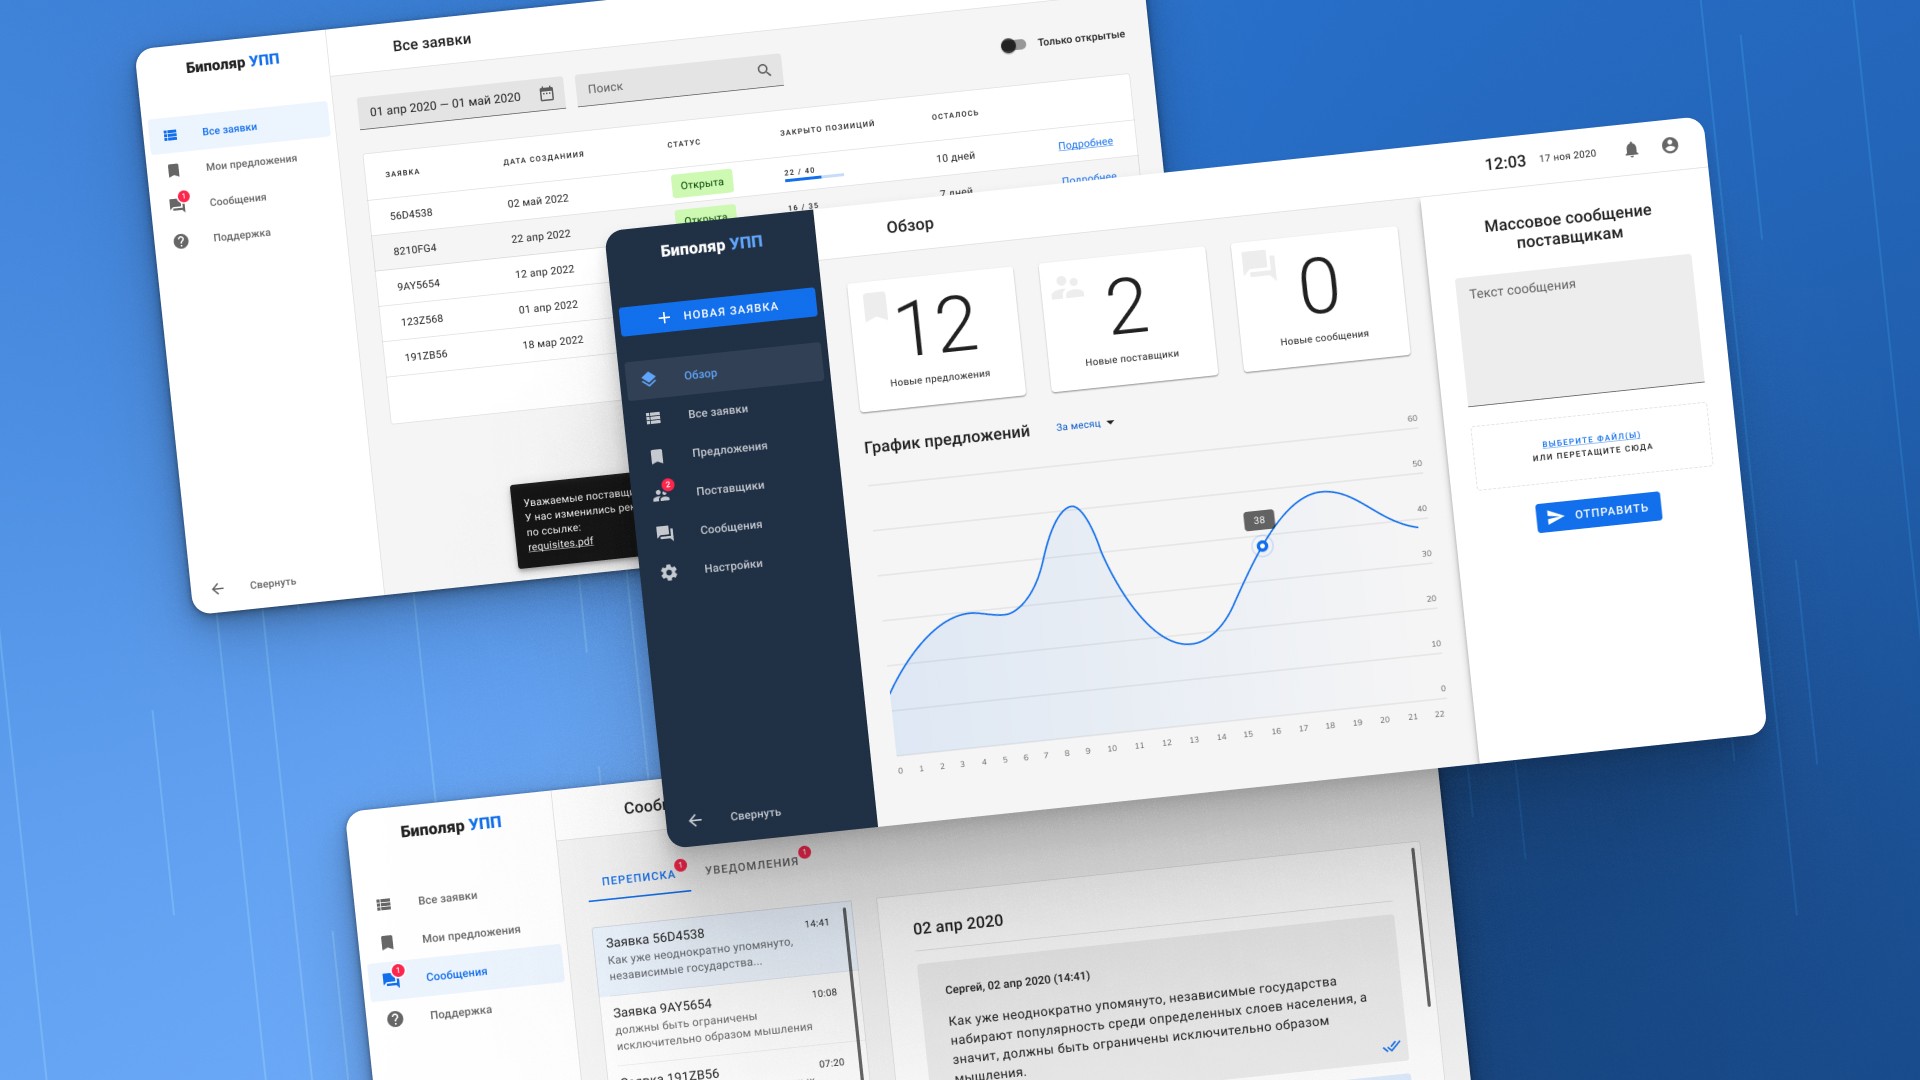 Биполяр УПП
Все заявки
Мои предложения
1
Сообщения
Поддержка
Свернуть
Все заявки
01 апр 2020 — 01 май 2020
Поиск
Только открытые
ЗАЯВКА
ДАТА СОЗДАНИИЯ
СТАТУС
ЗАКРЫТО ПОЗИИЦИЙ
ОСТАЛОСЬ
56D4538
02 май 2022
Открыта
22 / 40
10 дней
Подробнее
8210FG4
22 апр 2022
Открыта
16 / 35
7 дней
Подробнее
9AY5654
12 апр 2022
123Z568
01 апр 2022
191ZB56
18 мар 2022
Уважаемые
У нас изменились
по ссылке:
requisites.pdf
Биполяр УПП
НОВАЯ ЗАЯВКА
Обзор
Все заявки
Предложения
2
Поставщики
Сообщения
Настройки
Свернуть
Обзор
12:03
17 ноя 2020
12
Новые предложения
2
Новые поставщики
0
Новые сообщения
График предложений
За месяц
60
50
40
30
20
10
0
38
0 1 2 3 4 5 6 7 8 9 10 11 12 13 14 15 16 17 18 19 20 21 22
Массовое сообщение
поставщикам
Текст сообщения
ВЫБЕРИТЕ ФАЙЛ(Ы)
ИЛИ ПЕРЕТАЩИТЕ СЮДА
ОТПРАВИТЬ
Биполяр УПП
Все заявки
Мои предложения
1
Сообщения
Поддержка
ПЕРЕПИСКА
1
УВЕДОМЛЕНИЯ
1
Заявка 56D4538
14:41
Как уже неоднократно упомянуто,
независимые государства...
Заявка 9AY5654
10:08
должны быть ограничены
исключительно образом мышления
Заявка 191ZB56
07:20
02 апр 2020
Сергей, 02 апр 2020 (14:41)
Как уже неоднократно упомянуто, независимые государства
набирают популярность среди определенных слоев населения, а
значит, должны быть ограничены исключительно образом
мышления.